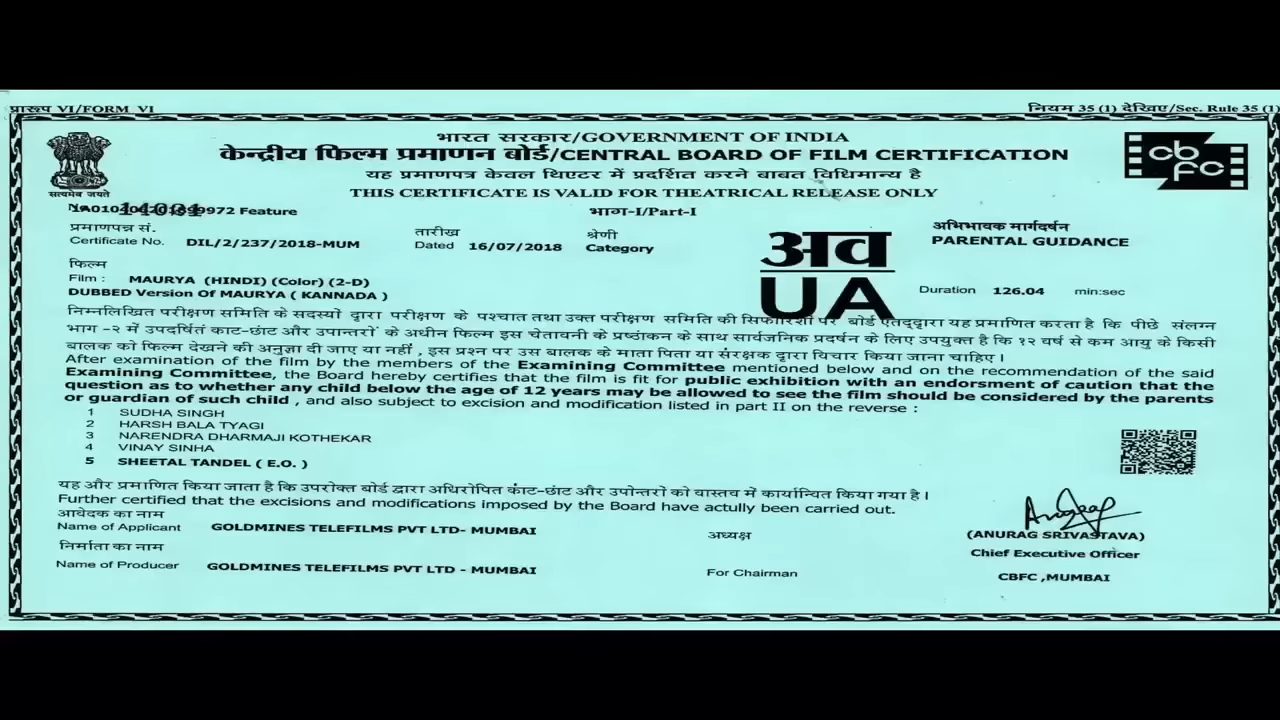 प्रारूप VI/FORM VI
नियम 35 (1) देखिए/Sec. Rule 35 (1)
भारत सरकार/GOVERNMENT OF INDIA
केन्द्रीय फिल्म प्रमाणन बोर्ड/CENTRAL BOARD OF FILM CERTIFICATION
cb
fc
यह प्रमाणपत्र केवल थिएटर में प्रदर्शित करने बाबत विधिमान्य है
सत्यमेव जयते
THIS CERTIFICATE IS VALID FOR THEATRICAL RELEASE ONLY
Feature
भाग-I/Part-I
प्रमाणपत्र सं.
Certificate No. DIL/2/237/2018-MUM
तारीख
Dated 16/07/2018
श्रेणी
Category
अव
UA
अभिभावक मार्गदर्शन
PARENTAL GUIDANCE
फिल्म
Film : MAURYA (HINDI) (Color) (2-D)
DUBBED Version Of MAURYA ( KANNADA )
Duration 126.04 min:sec
निम्नलिखित परीक्षण समिति के सदस्यों द्वारा परीक्षण के पश्चात तथा उक्त परीक्षण समिति की सिफारिशों पर बोर्ड एतद्द्वारा यह प्रमाणित करता है कि पीछे संलग्न
भाग -२ में उपदर्षितं काट-छांट और उपान्तरो के अधीन फिल्म इस चेतावनी के प्रष्ठांकन के साथ सार्वजनिक प्रदर्षन के लिए उपयुक्त है कि १२ वर्ष से कम आयु के किसी
बालक को फिल्म देखने की अनुज्ञा दी जाए या नहीं , इस प्रश्न पर उस बालक के माता पिता या संरक्षक द्वारा विचार किया जाना चाहिए ।
After examination of the film by the members of the Examining Committee mentioned below and on the recommendation of the said
Examining Committee, the Board hereby certifies that the film is fit for public exhibition with an endorsment of caution that the
question as to whether any child below the age of 12 years may be allowed to see the film should be considered by the parents
or guardian of such child , and also subject to excision and modification listed in part II on the reverse :
1 SUDHA SINGH
2 HARSH BALA TYAGI
3 NARENDRA DHARMAJI KOTHEKAR
4 VINAY SINHA
5 SHEETAL TANDEL ( E.O. )
यह और प्रमाणित किया जाता है कि उपरोक्त बोर्ड द्वारा अधिरोपित कांट-छांट और उपोन्तरो को वास्तव में कार्यान्वित किया गया है ।
Further certified that the excisions and modifications imposed by the Board have actully been carried out.
आवेदक का नाम
Name of Applicant GOLDMINES TELEFILMS PVT LTD- MUMBAI
निर्माता का नाम
Name of Producer GOLDMINES TELEFILMS PVT LTD - MUMBAI
अध्यक्ष
For Chairman
(ANURAG SRIVASTAVA)
Chief Executive Officer
CBFC ,MUMBAI